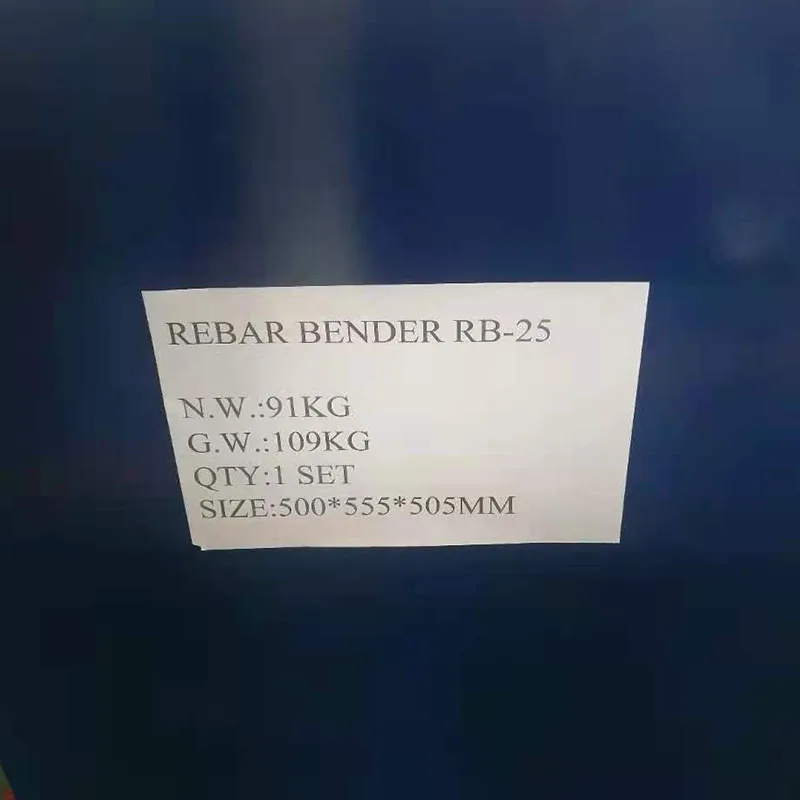 REBAR BENDER RB-25
N.W.:91KG
G.W.:109KG
QTY:1 SET
SIZE:500*555*505MM